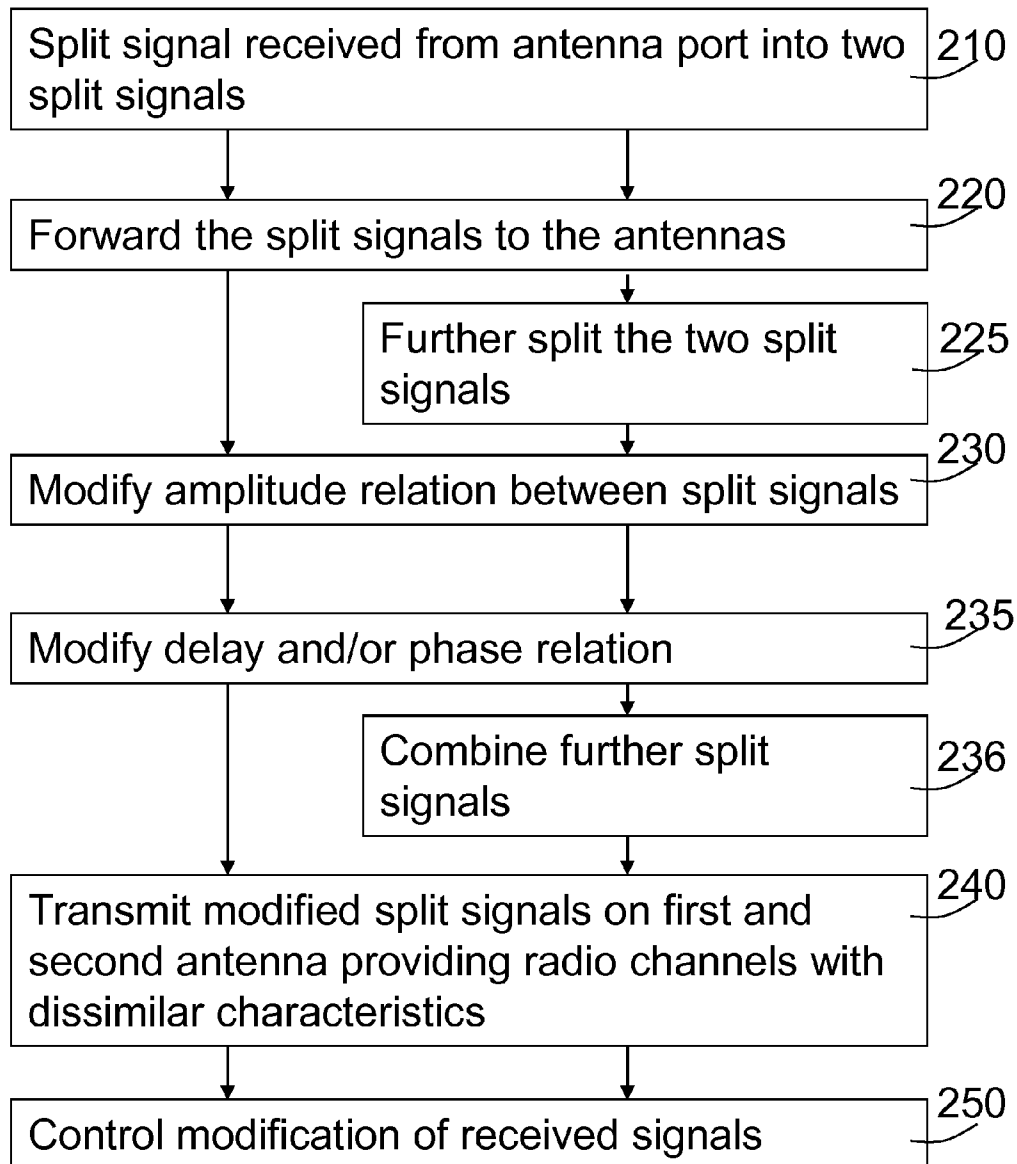 Split signal received from antenna port into two
split signals
210
Forward the split signals to the antennas
220
Further split the two split
signals
225
Modify amplitude relation between split signals
230
Modify delay and/or phase relation
235
Combine further split
signals
236
Transmit modified split signals on first and
second antenna providing radio channels with
dissimilar characteristics
240
Control modification of received signals
250